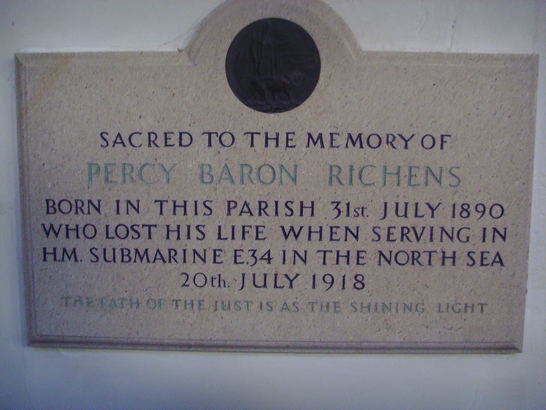 SACRED TO THE MEMORY OF
PERCY BARON RICHENS
BORN IN THIS PARISH 31st. JULY 1890
WHO LOST HIS LIFE WHEN SERVING IN
H.M. SUBMARINE E34 IN THE NORTH SEA
20th. JULY 1918
THE PATH OF THE JUST IS AS THE SHINING LIGHT